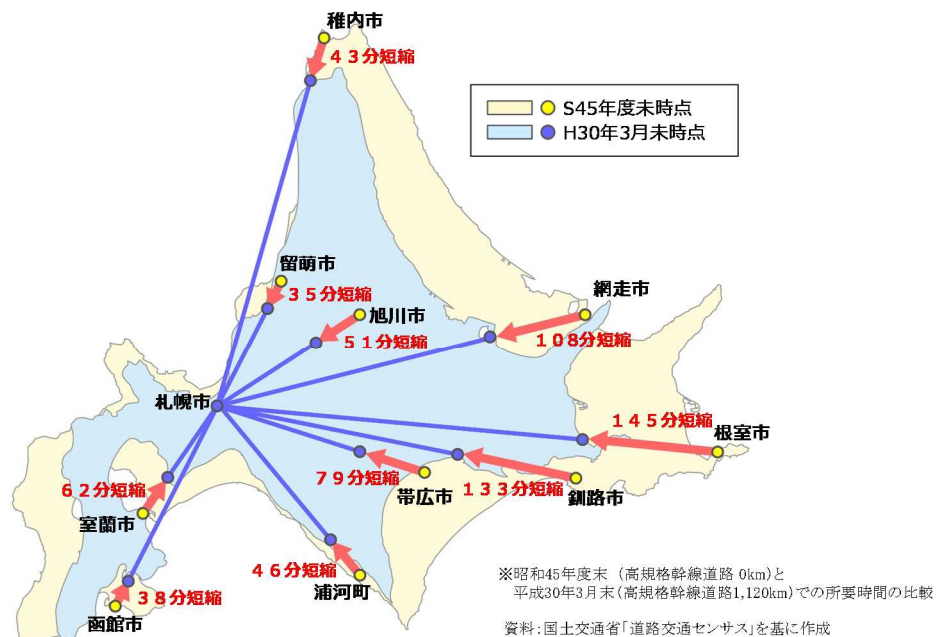 稚内市
４３分短縮
S45年度末時点
H30年3月末時点
留萌市
３５分短縮
旭川市
５１分短縮
網走市
１０８分短縮
札幌市
１４５分短縮
根室市
６２分短縮
室蘭市
７９分短縮
帯広市
１３３分短縮
釧路市
４６分短縮
浦河町
３８分短縮
函館市
※昭和45年度末 （高規格幹線道路 0km)と
平成30年3月末(高規格幹線道路1,120km)での所要時間の比較
資料：国土交通省「道路交通センサス」を基に作成